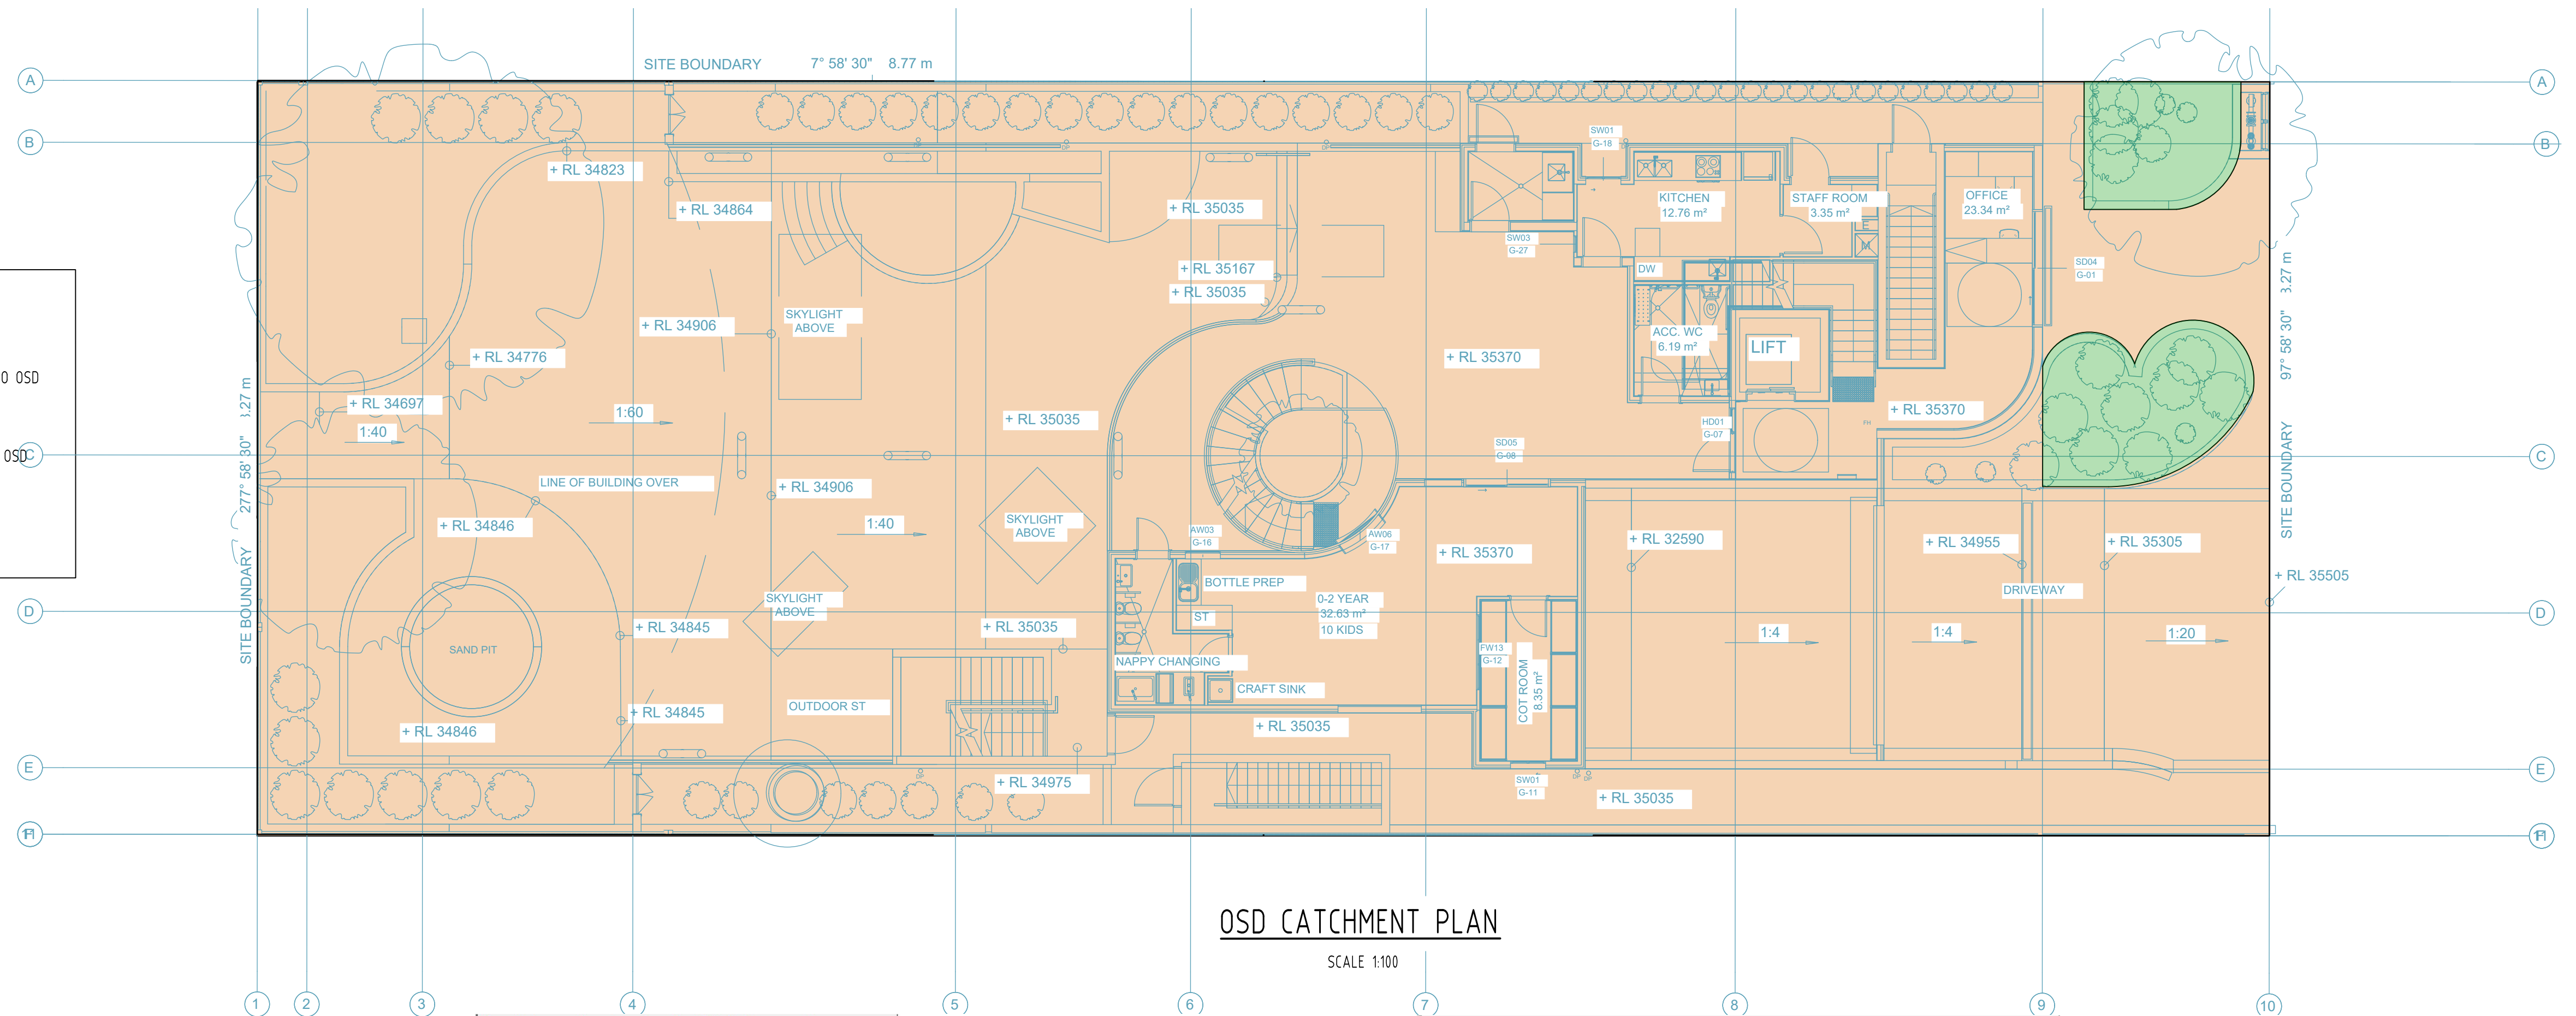 A
SITE BOUNDARY 7° 58' 30" 8.77 m
A
B
SW01
G-18
B
+ RL 34823
+ RL 34864
+ RL 35035
KITCHEN
12.76 m²
STAFF ROOM
3.35 m²
OFFICE
23.34 m²
E
M
SW03
G-27
SD04
G-01
+ RL 35167
DW
+ RL 35035
+ RL 34906
SKYLIGHT
ABOVE
ACC. WC
6.19 m²
LIFT
+ RL 34776
+ RL 35370
O OSD
+ RL 34697
1:60
+ RL 35035
+ RL 35370
1:40
HD01
G-07
FH
OSD
C
SD05
G-08
C
LINE OF BUILDING OVER
+ RL 34906
+ RL 34846
1:40
SKYLIGHT
ABOVE
AW03
G-16
AW06
G-17
+ RL 32590
+ RL 34955
+ RL 35305
+ RL 35370
BOTTLE PREP
+ RL 35505
DRIVEWAY
SKYLIGHT
ABOVE
0-2 YEAR
32.63 m²
10 KIDS
D
ST
D
+ RL 34845
+ RL 35035
1:4
1:4
1:20
SAND PIT
NAPPY CHANGING
FW13
G-12
COT ROOM
8.35 m²
CRAFT SINK
OUTDOOR ST
+ RL 34845
+ RL 34846
+ RL 35035
E
E
+ RL 34975
SW01
G-11
+ RL 35035
SITE BOUNDARY 277° 58' 30" 3.27 m
SITE BOUNDARY 97° 58' 30" 3.27 m
OSD CATCHMENT PLAN
SCALE 1:100
1 2 3 4 5 6 7 8 9 10